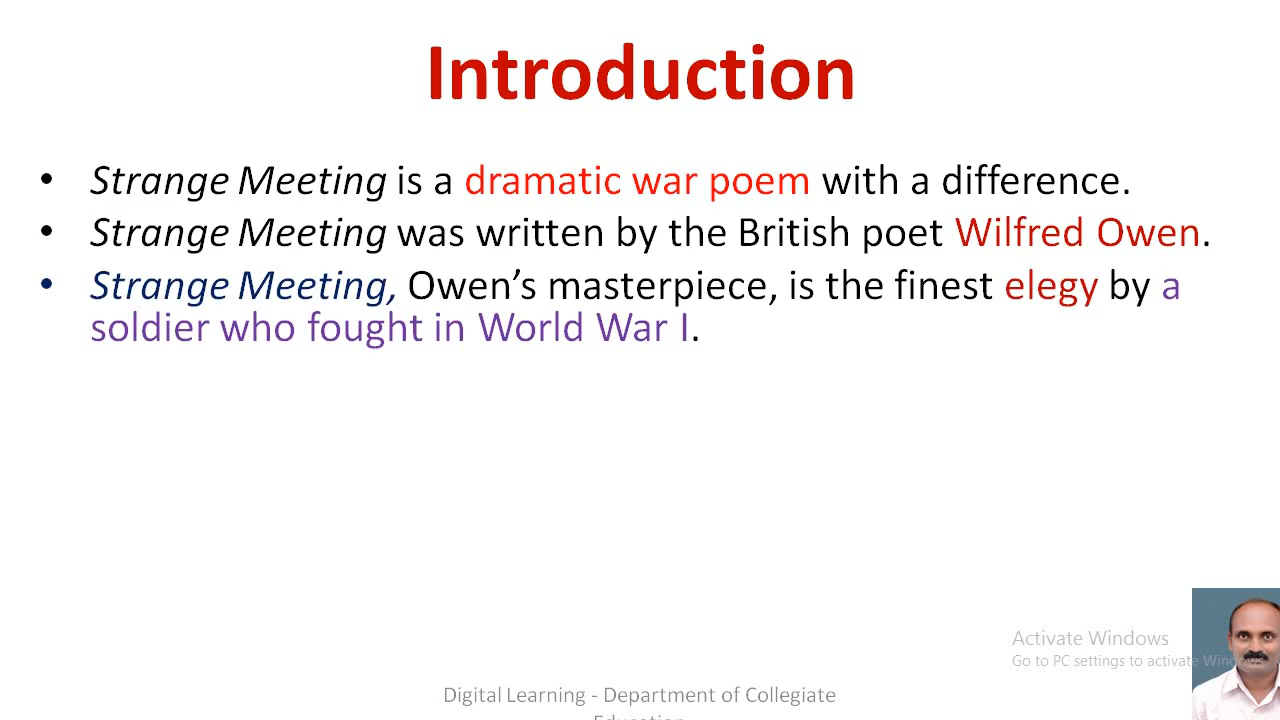 Introduction
• Strange Meeting is a dramatic war poem with a difference.
• Strange Meeting was written by the British poet Wilfred Owen.
• Strange Meeting, Owen’s masterpiece, is the finest elegy by a
soldier who fought in World War I.
Activate Windows
Go to PC settings to activate Windows
Digital Learning - Department of Collegiate
Education